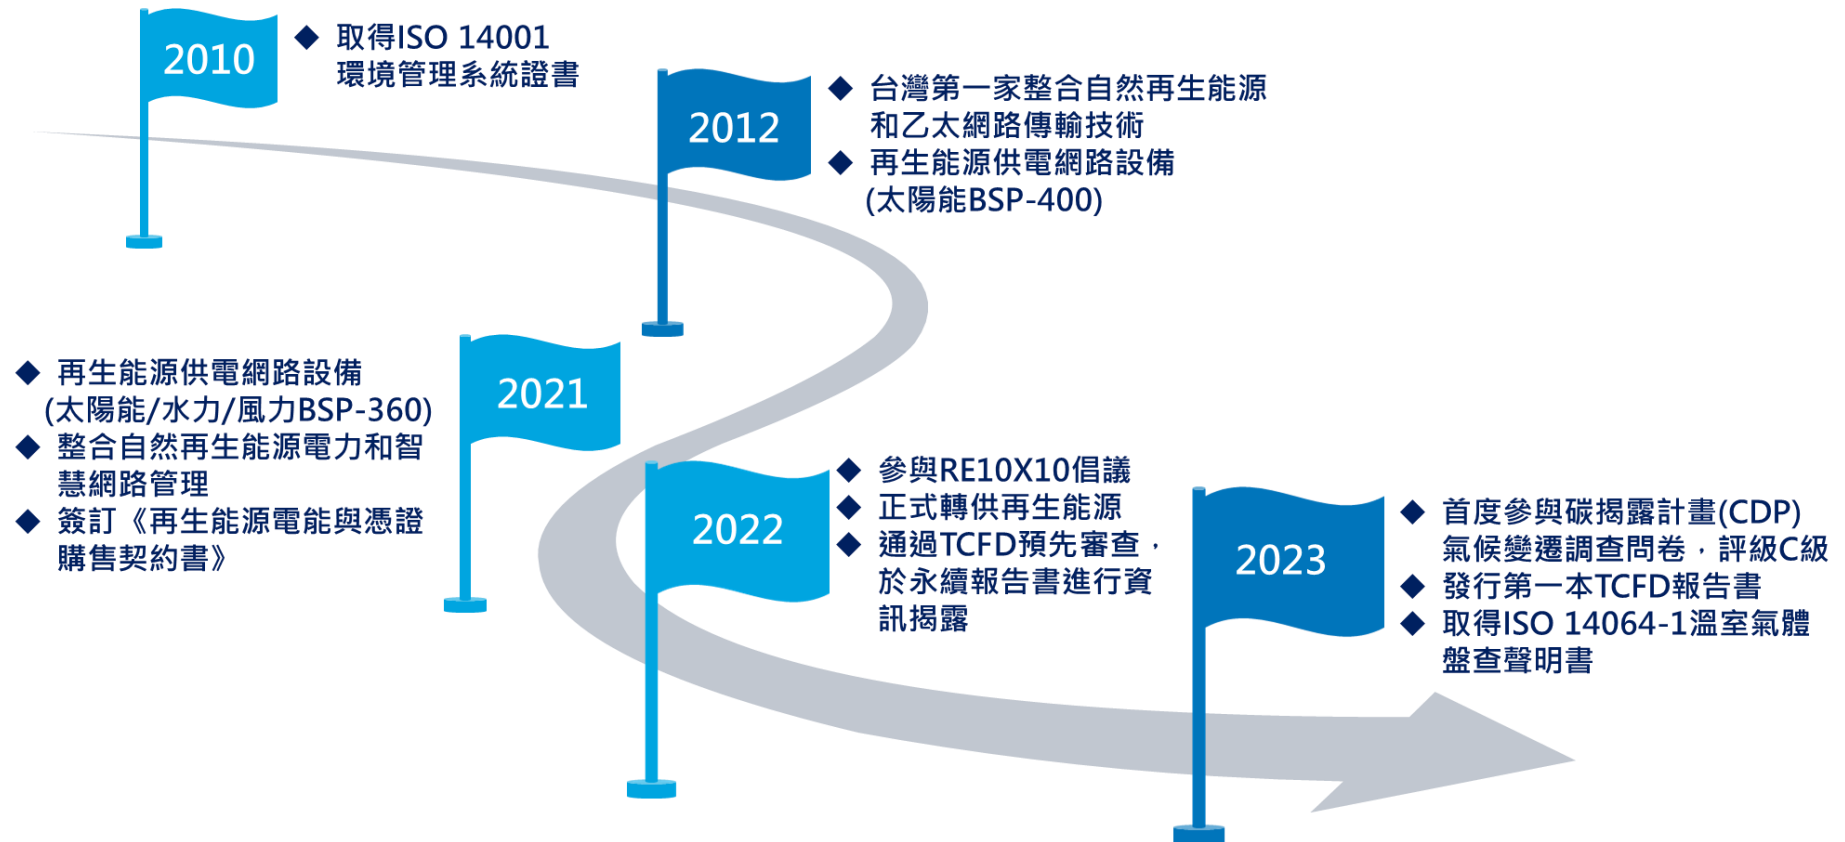 2010
◆ 取得ISO 14001
環境管理系統證書
2012
◆ 台灣第一家整合自然再生能源
和乙太網路傳輸技術
◆ 再生能源供電網路設備
(太陽能BSP-400)
2021
◆ 再生能源供電網路設備
(太陽能/水力/風力BSP-360)
◆ 整合自然再生能源電力和智
慧網路管理
◆ 簽訂《再生能源電能與憑證
購售契約書》
2022
◆ 參與RE10X10倡議
◆ 正式轉供再生能源
◆ 通過TCFD預先審查，
於永續報告書進行資
訊揭露
2023
◆ 首度參與碳揭露計畫(CDP)
氣候變遷調查問卷，評級C級
◆ 發行第一本TCFD報告書
◆ 取得ISO 14064-1溫室氣體
盤查聲明書